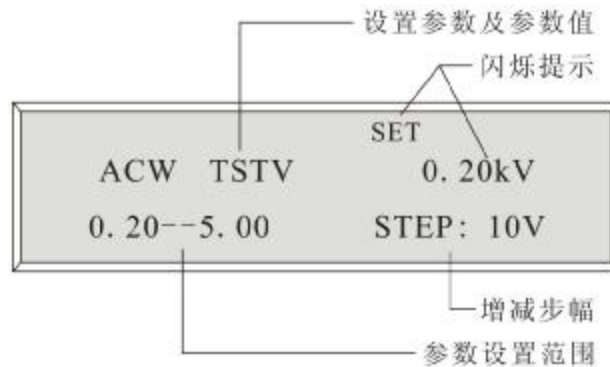 设置参数及参数值
闪烁提示
SET
ACW TSTV 0.20kV
0.20--5.00 STEP: 10V
增减步幅
参数设置范围